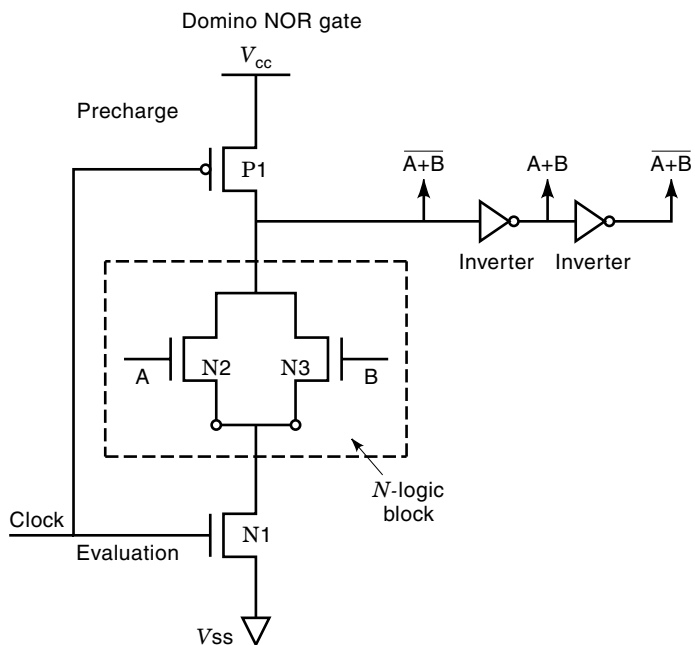 Domino NOR gate
Vcc
Precharge
P1
A+B
A+B
A+B
Inverter
Inverter
A
N2
N3
B
N-logic
block
Clock
Evaluation
N1
Vss